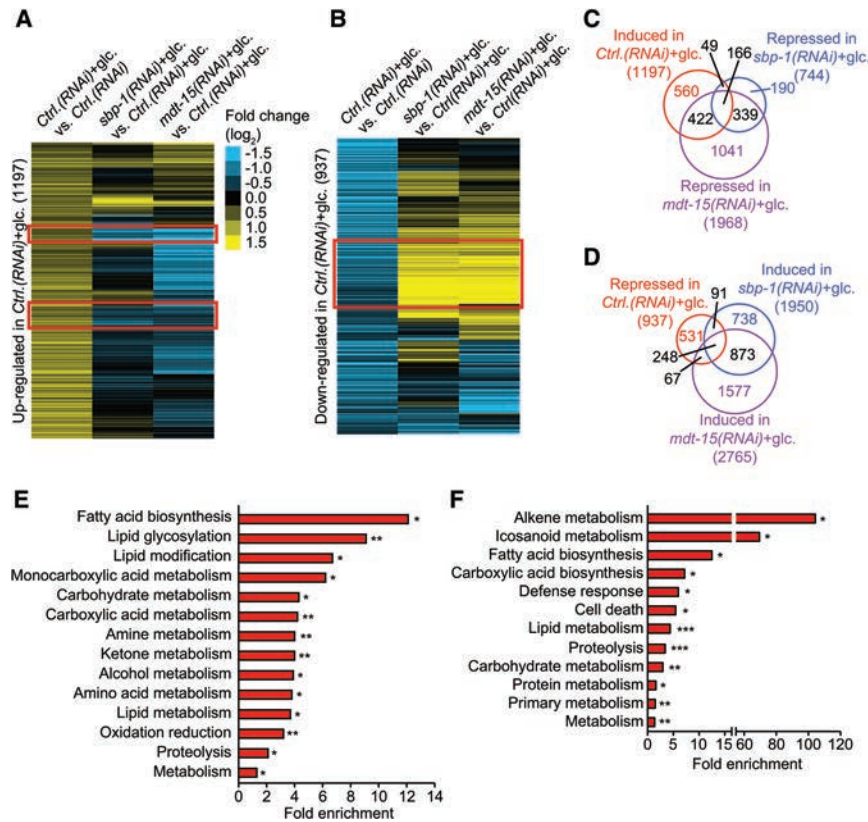 A
Ctrl.(RNAi)+glc.
vs. Ctrl.(RNAi)
sbp-1(RNAi)+glc.
vs. Ctrl.(RNAi)+glc.
mdt-15(RNAi)+glc.
vs. Ctrl.(RNAi)+glc.
Fold change
(log2)
-1.5
-1.0
-0.5
0.0
0.5
1.0
1.5
Up-regulated in Ctrl.(RNAi)+glc. (1197)
B
Ctrl.(RNAi)+glc.
vs. Ctrl.(RNAi)
sbp-1(RNAi)+glc.
vs. Ctrl(RNAi)+glc.
mdt-15(RNAi)+glc.
vs. Ctrl(RNAi)+glc.
Down-regulated in Ctrl.(RNAi)+glc. (937)
C
Induced in
Ctrl.(RNAi)+glc.
(1197)
49
166
Repressed in
sbp-1(RNAi)+glc.
(744)
560
190
422
339
1041
Repressed in
mdt-15(RNAi)+glc.
(1968)
D
Repressed in
Ctrl.(RNAi)+glc.
(937)
91
Induced in
sbp-1(RNAi)+glc.
(1950)
531
738
248
873
67
1577
Induced in
mdt-15(RNAi)+glc.
(2765)
E
Fatty acid biosynthesis *
Lipid glycosylation **
Lipid modification *
Monocarboxylic acid metabolism *
Carbohydrate metabolism *
Carboxylic acid metabolism **
Amine metabolism **
Ketone metabolism **
Alcohol metabolism *
Amino acid metabolism *
Lipid metabolism *
Oxidation reduction **
Proteolysis *
Metabolism *
0 2 4 6 8 10 12 14
Fold enrichment
F
Alkene metabolism *
Icosanoid metabolism *
Fatty acid biosynthesis *
Carboxylic acid biosynthesis *
Defense response *
Cell death *
Lipid metabolism ***
Proteolysis ***
Carbohydrate metabolism **
Protein metabolism *
Primary metabolism **
Metabolism **
0 5 10 15 60 80 100 120
Fold enrichment